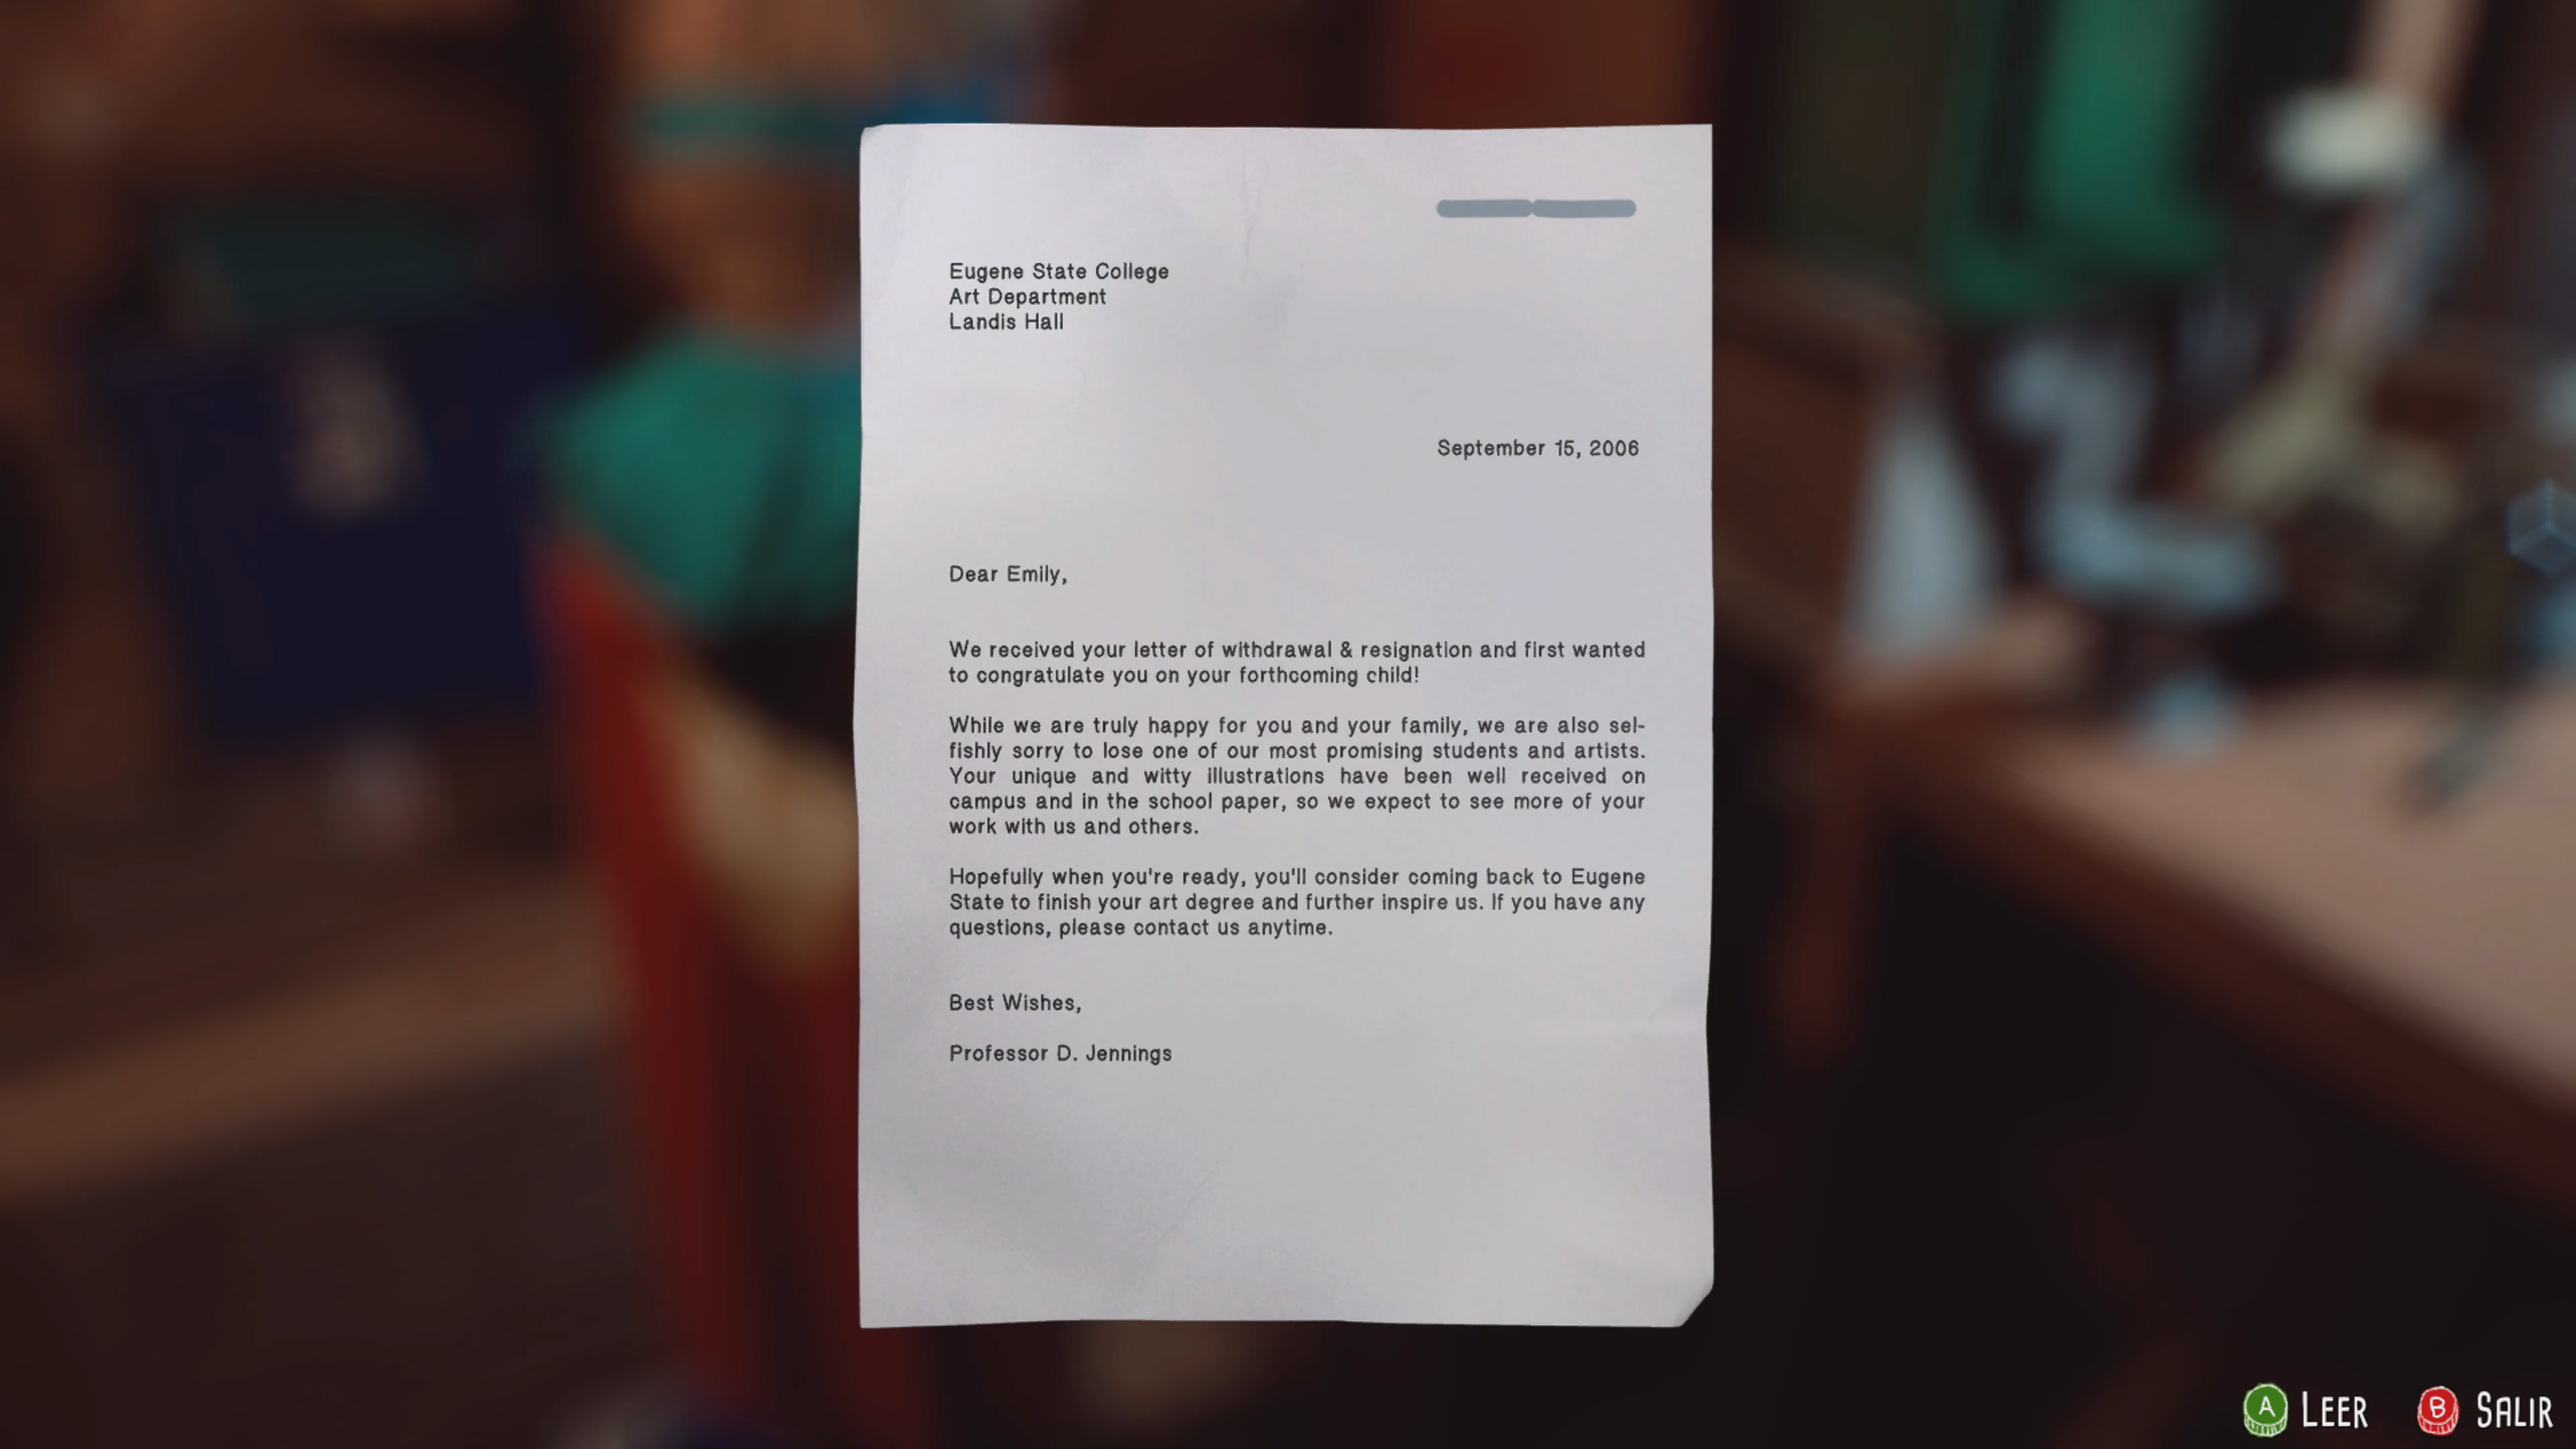 Eugene State College
Art Department
Landis Hall
September 15, 2006
Dear Emily,
We received your letter of withdrawal & resignation and first wanted
to congratulate you on your forthcoming child!
While we are truly happy for you and your family, we are also sel-
fishly sorry to lose one of our most promising students and artists.
Your unique and witty illustrations have been well received on
campus and in the school paper, so we expect to see more of your
work with us and others.
Hopefully when you're ready, you'll consider coming back to Eugene
State to finish your art degree and further inspire us. If you have any
questions, please contact us anytime.
Best Wishes,
Professor D. Jennings
A LEER B SALIR